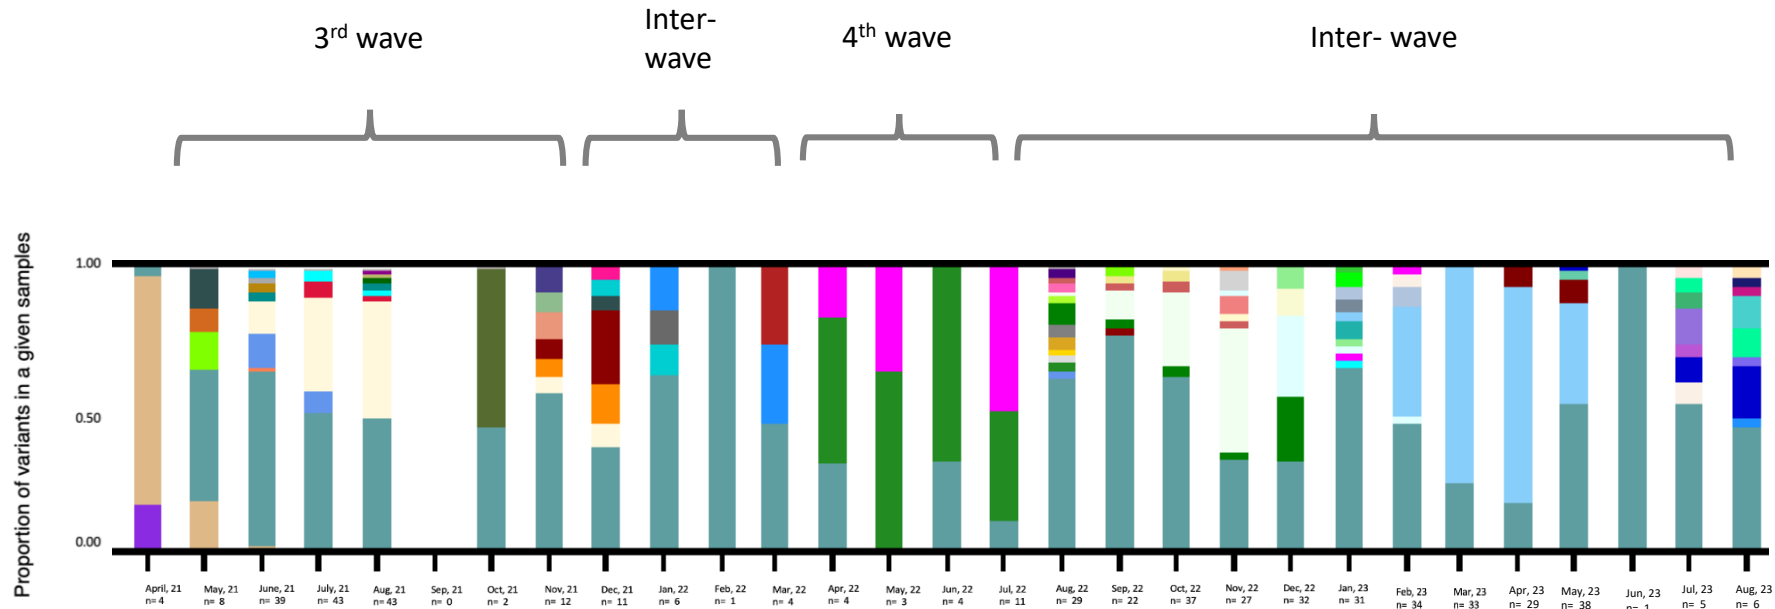 3rd wave
Inter-
wave
4th wave
Inter- wave
Proportion of variants in a given samples
1.00
0.50
0.00
April, 21
n= 4
May, 21
n= 8
June, 21
n= 39
July, 21
n= 43
Aug, 21
n= 43
Sep, 21
n= 0
Oct, 21
n= 2
Nov, 21
n= 12
Dec, 21
n= 11
Jan, 22
n= 6
Feb, 22
n= 1
Mar, 22
n= 4
Apr, 22
n= 4
May, 22
n= 3
Jun, 22
n= 4
Jul, 22
n= 11
Aug, 22
n= 29
Sep, 22
n= 22
Oct, 22
n= 37
Nov, 22
n= 27
Dec, 22
n= 32
Jan, 23
n= 31
Feb, 23
n= 34
Mar, 23
n= 33
Apr, 23
n= 29
May, 23
n= 38
Jun, 23
n= 1
Jul, 23
n= 5
Aug, 23
n= 6